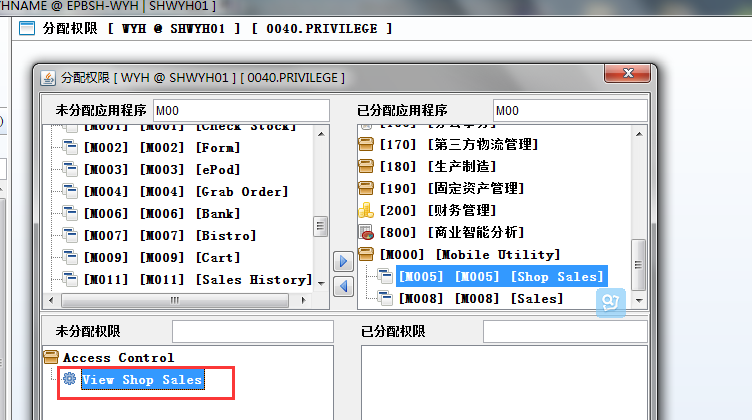 YHNAME @ EPBSH-WYH | SHWYH01 ]
分配权限 [ WYH @ SHWYH01 ] [ 0040.PRIVILEGE ]
分配权限 [ WYH @ SHWYH01 ] [ 0040.PRIVILEGE ]
未分配应用程序 M00
[M001] [M001] [Check Stock]
[M002] [M002] [Form]
[M003] [M003] [ePod]
[M004] [M004] [Grab Order]
[M006] [M006] [Bank]
[M007] [M007] [Bistro]
[M009] [M009] [Cart]
[M011] [M011] [Sales History]
已分配应用程序 M00
[170] [第三方物流管理]
[180] [生产制造]
[190] [固定资产管理]
[200] [财务管理]
[800] [商业智能分析]
[M000] [Mobile Utility]
[M005] [M005] [Shop Sales]
[M008] [M008] [Sales]
未分配权限
Access Control
View Shop Sales
已分配权限